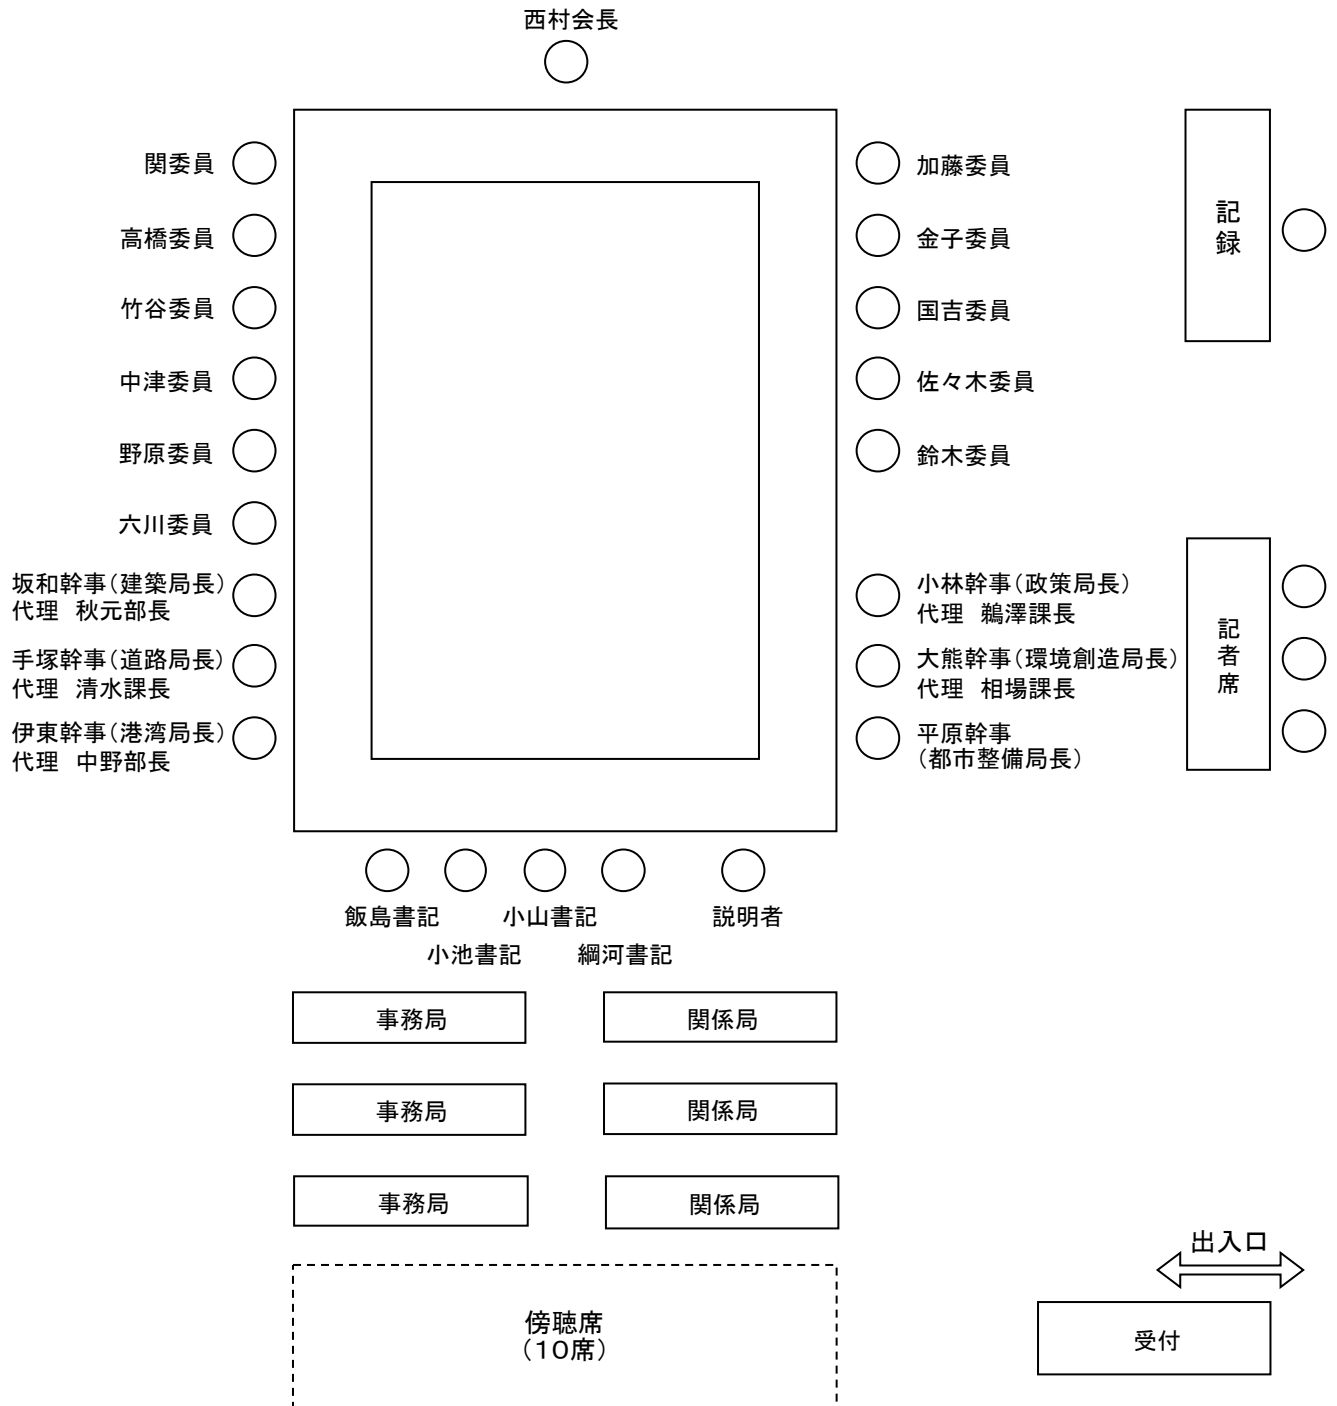 西村会長
関委員
加藤委員
高橋委員
金子委員
竹谷委員
国吉委員
中津委員
佐々木委員
野原委員
鈴木委員
六川委員
坂和幹事(建築局長)
代理　秋元部長
小林幹事(政策局長)
代理　鵜澤課長
手塚幹事(道路局長)
代理　清水課長
大熊幹事(環境創造局長)
代理　相場課長
伊東幹事(港湾局長)
代理　中野部長
平原幹事
(都市整備局長)
記録
記者席
飯島書記
小山書記
説明者
小池書記
綱河書記
事務局
関係局
事務局
関係局
事務局
関係局
出入口
傍聴席
(10席)
受付